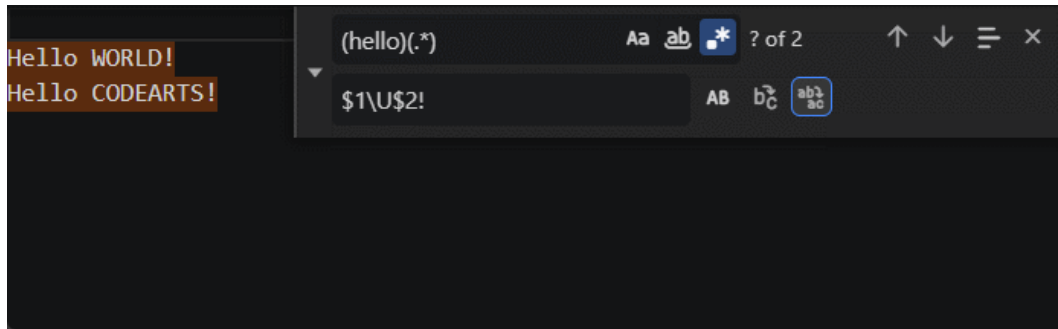 Hello WORLD!
Hello CODEARTS!
(hello)(.*) Aa ab .* ? of 2
$1\U$2! AB